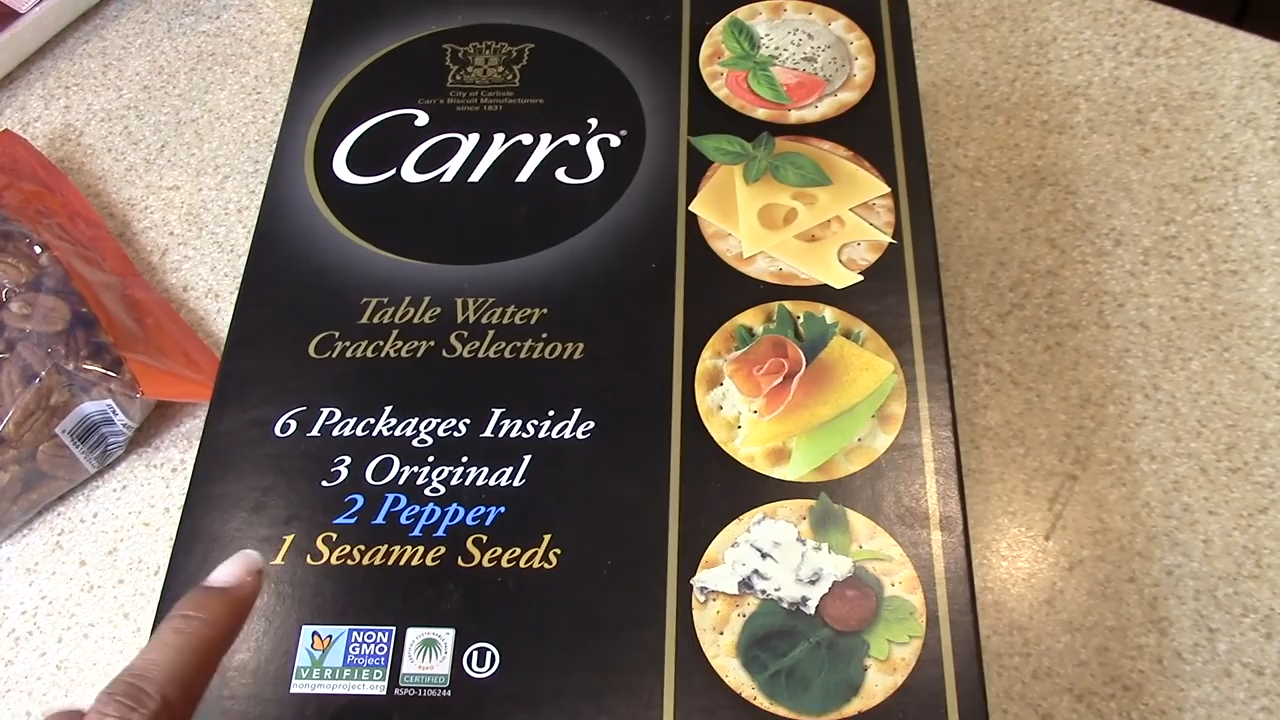 City of Carlisle
Carr's Biscuit Manufacturers
since 1831
Carr's®
Table Water
Cracker Selection
6 Packages Inside
3 Original
2 Pepper
1 Sesame Seeds
NON
GMO
Project
VERIFIED
nongmoproject.org
RSPO
CERTIFIED
RSPO-1106244
U